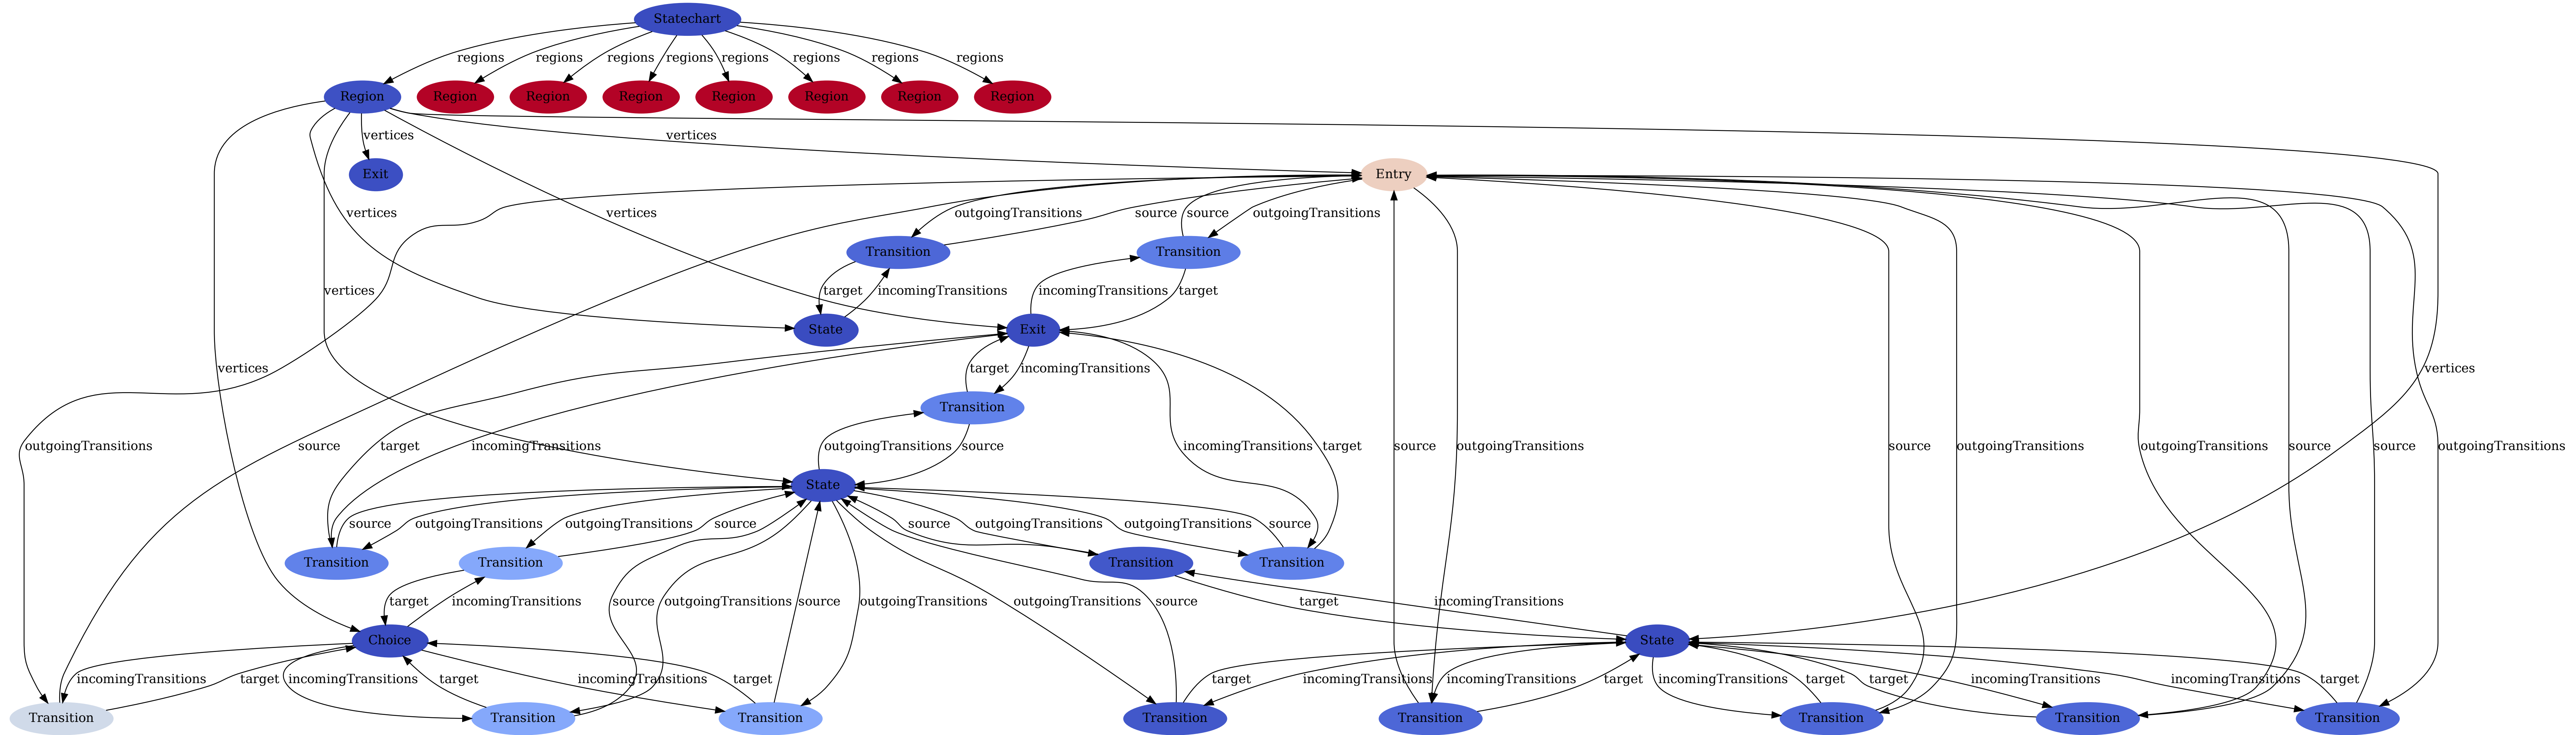 Statechart
regions regions regions regions regions regions regions regions
Region Region Region Region Region Region Region Region
vertices vertices
Exit Entry
vertices vertices outgoingTransitions source source outgoingTransitions
Transition Transition
vertices target incomingTransitions incomingTransitions target
State Exit
vertices target incomingTransitions vertices
Transition
outgoingTransitions source target incomingTransitions outgoingTransitions source incomingTransitions target source outgoingTransitions source outgoingTransitions outgoingTransitions source source outgoingTransitions
State
source outgoingTransitions outgoingTransitions source source outgoingTransitions outgoingTransitions source
Transition Transition Transition Transition
target incomingTransitions source outgoingTransitions source outgoingTransitions outgoingTransitions source target incomingTransitions
Choice State
incomingTransitions target incomingTransitions target incomingTransitions target target incomingTransitions incomingTransitions target incomingTransitions target target incomingTransitions incomingTransitions target
Transition Transition Transition Transition Transition Transition Transition Transition